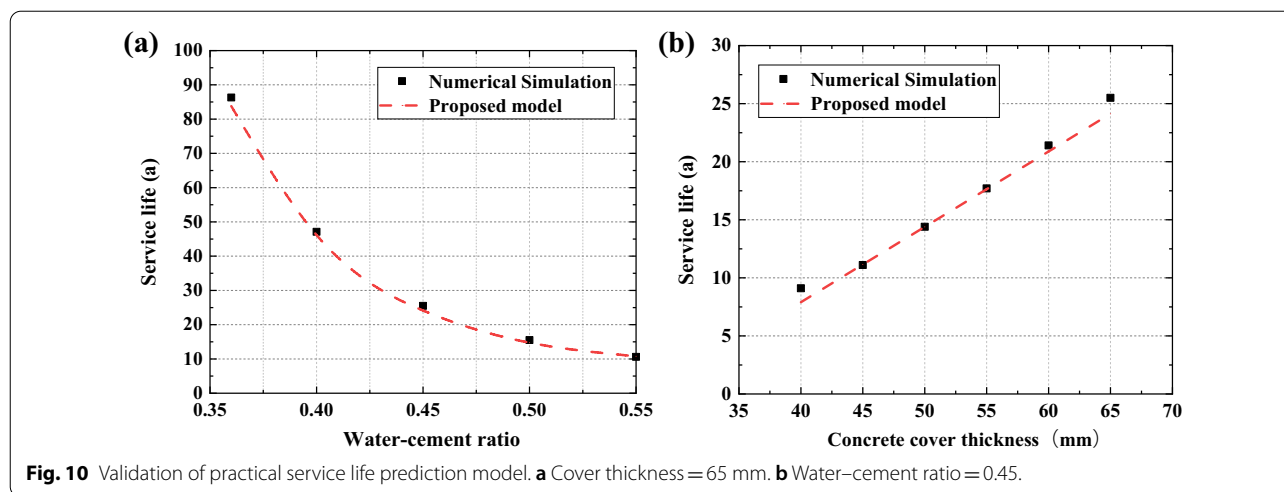 (a)
100
90
80
70
60
50
40
30
20
10
0
Service life (a)
Numerical Simulation
Proposed model
0.35
0.40
0.45
0.50
0.55
Water-cement ratio
(b)
30
25
20
15
10
5
0
Service life (a)
Numerical Simulation
Proposed model
35
40
45
50
55
60
65
70
Concrete cover thickness（mm）
Fig. 10 Validation of practical service life prediction model. a Cover thickness = 65 mm. b Water–cement ratio = 0.45.